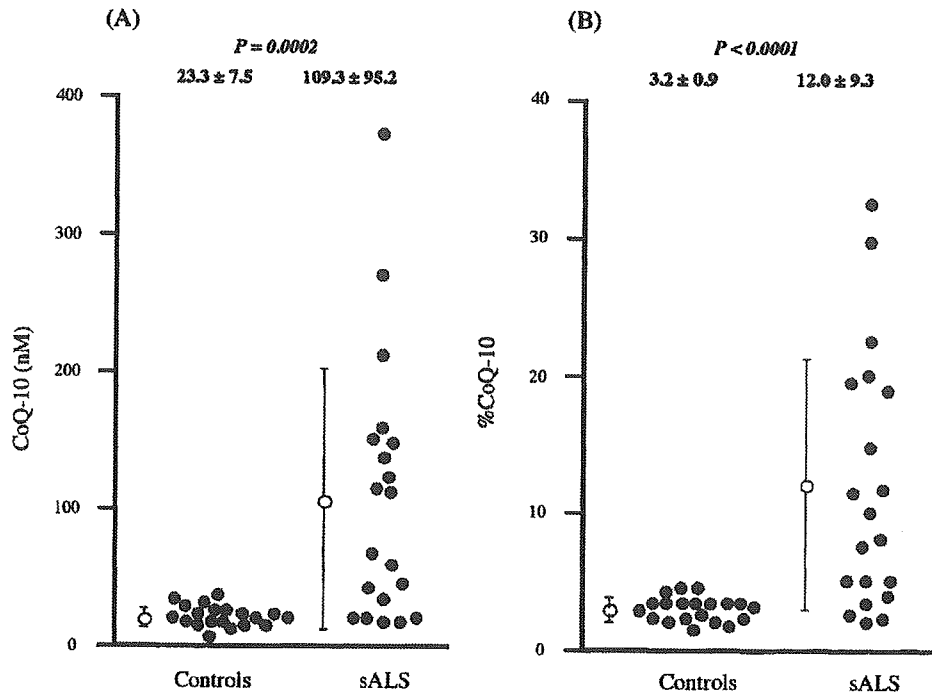 (A)
P = 0.0002
23.3 ± 7.5 109.3 ± 95.2
400
300
200
100
0
CoQ-10 (nM)
Controls sALS
(B)
P < 0.0001
3.2 ± 0.9 12.0 ± 9.3
40
30
20
10
0
%CoQ-10
Controls sALS